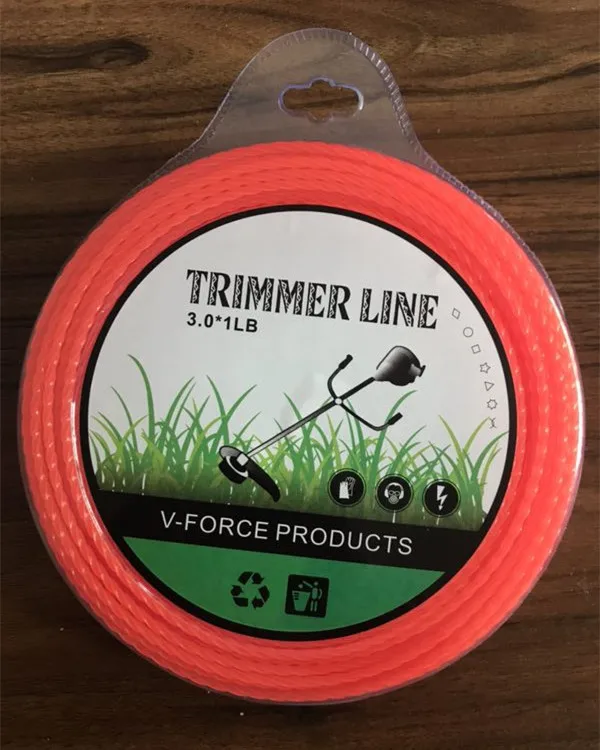 TRIMMER LINE
3.0*1LB
V-FORCE PRODUCTS